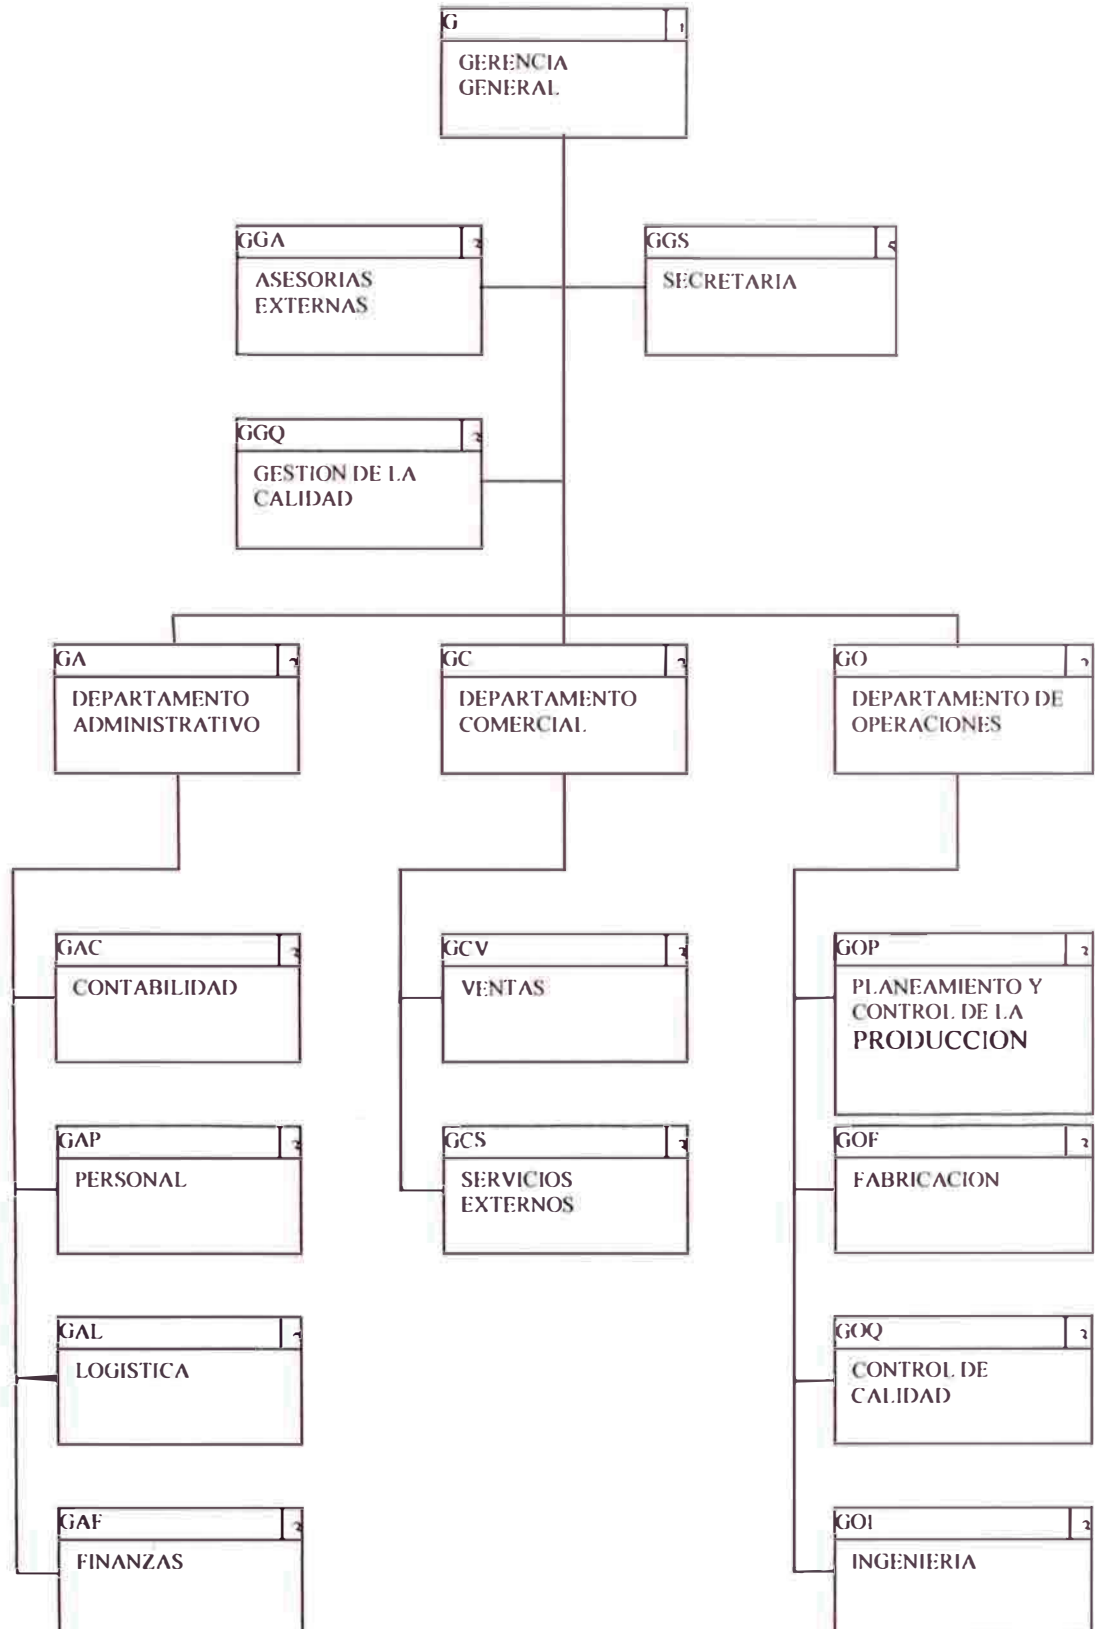 G
GERENCIA
GENERAL
GGA
ASESORIAS
EXTERNAS
GGS
SECRETARIA
GGQ
GESTION DE LA
CALIDAD
GA
DEPARTAMENTO
ADMINISTRATIVO
GC
DEPARTAMENTO
COMERCIAL
GO
DEPARTAMENTO DE
OPERACIONES
GAC
CONTABILIDAD
GAP
PERSONAL
GAL
LOGISTICA
GAF
FINANZAS
GCV
VENTAS
GCS
SERVICIOS
EXTERNOS
GOP
PLANEAMIENTO Y
CONTROL DE LA
PRODUCCION
GOF
FABRICACION
GOQ
CONTROL DE
CALIDAD
GOI
INGENIERIA